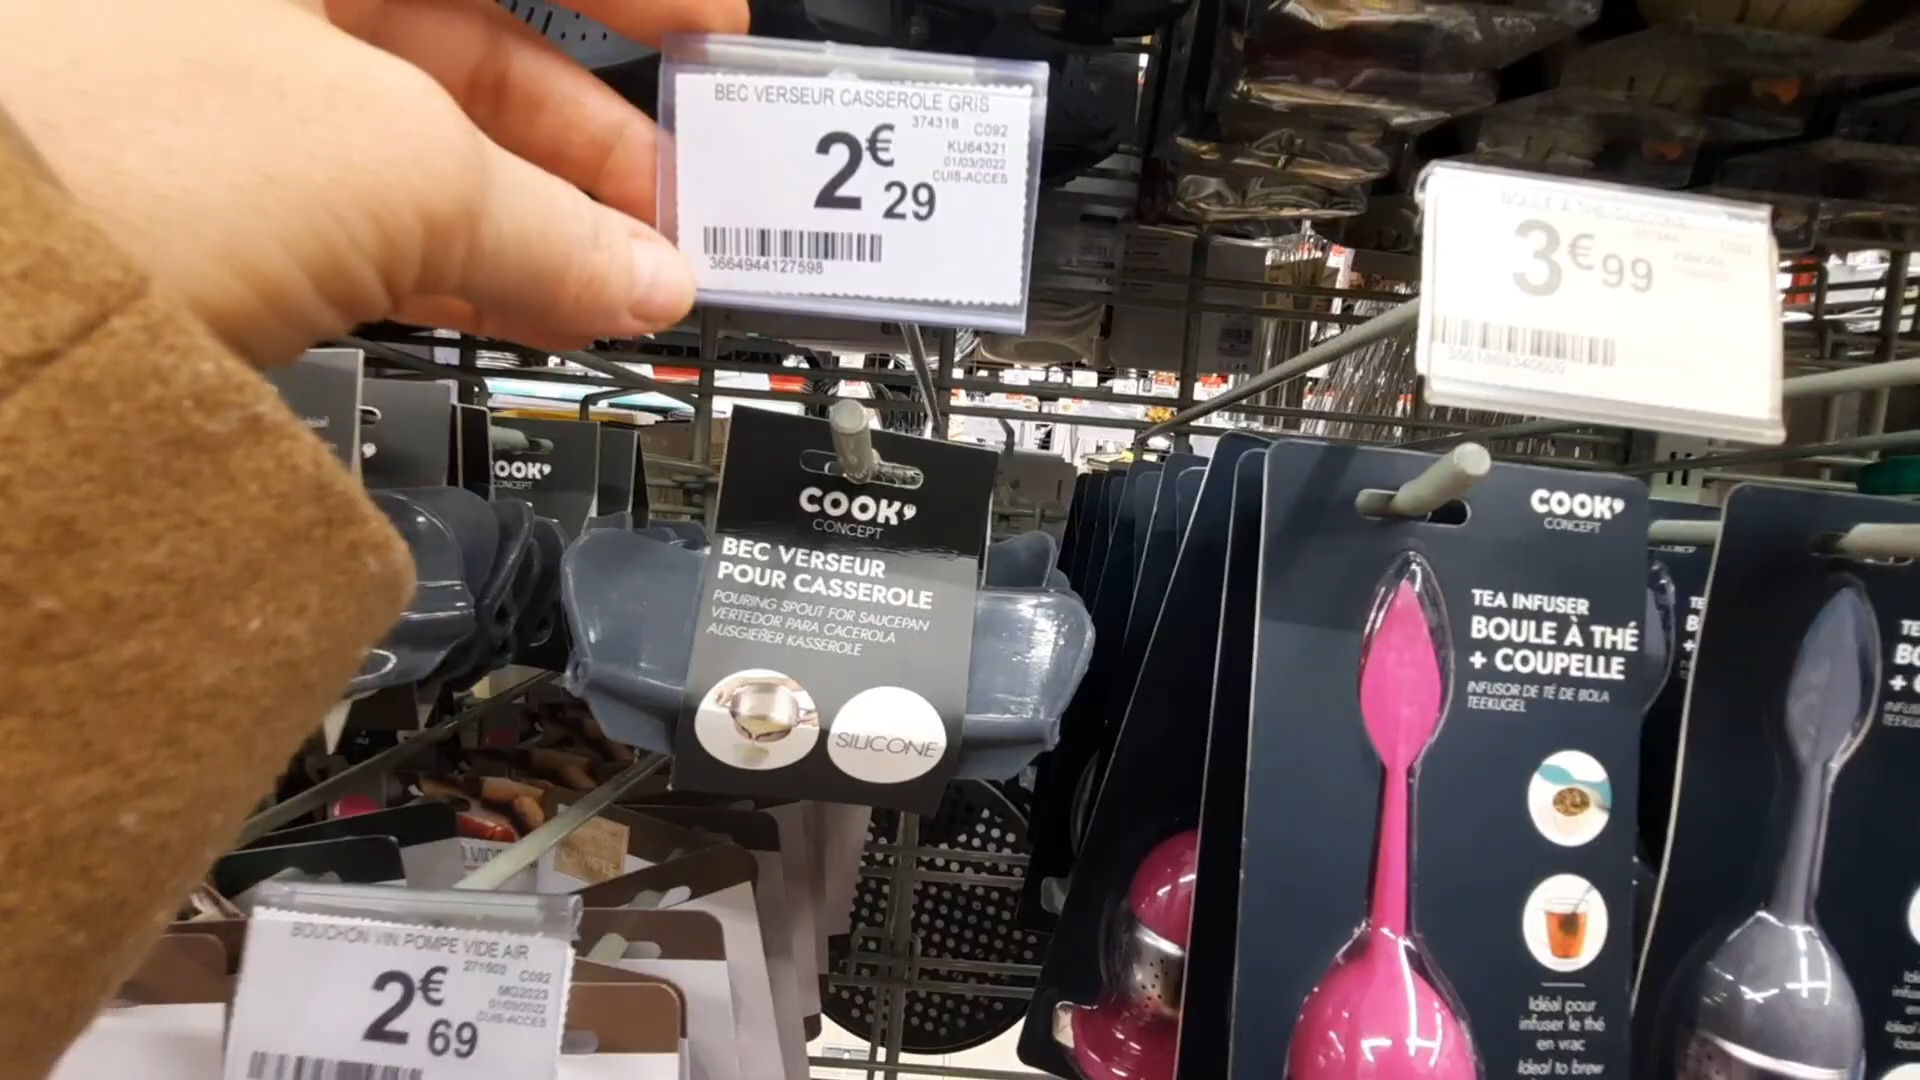 BEC VERSEUR CASSEROLE GRIS
374318 C092
2€29
KU64321
01/03/2022
CUIS-ACCES
3664944127598
3€99
COOK
CONCEPT
COOK
CONCEPT
BEC VERSEUR
POUR CASSEROLE
POURING SPOUT FOR SAUCEPAN
VERTEDOR PARA CACEROLA
AUSGIEßER KASSEROLE
SILICONE
COOK
CONCEPT
TEA INFUSER
BOULE À THÉ
+ COUPELLE
INFUSOR DE TÉ DE BOLA
TEEKUGEL
Idéal pour
infuser le thé
en vrac
Ideal to brew
BOUCHON VIN POMPE VIDE AIR
C092
2€69
CUIS-ACCES